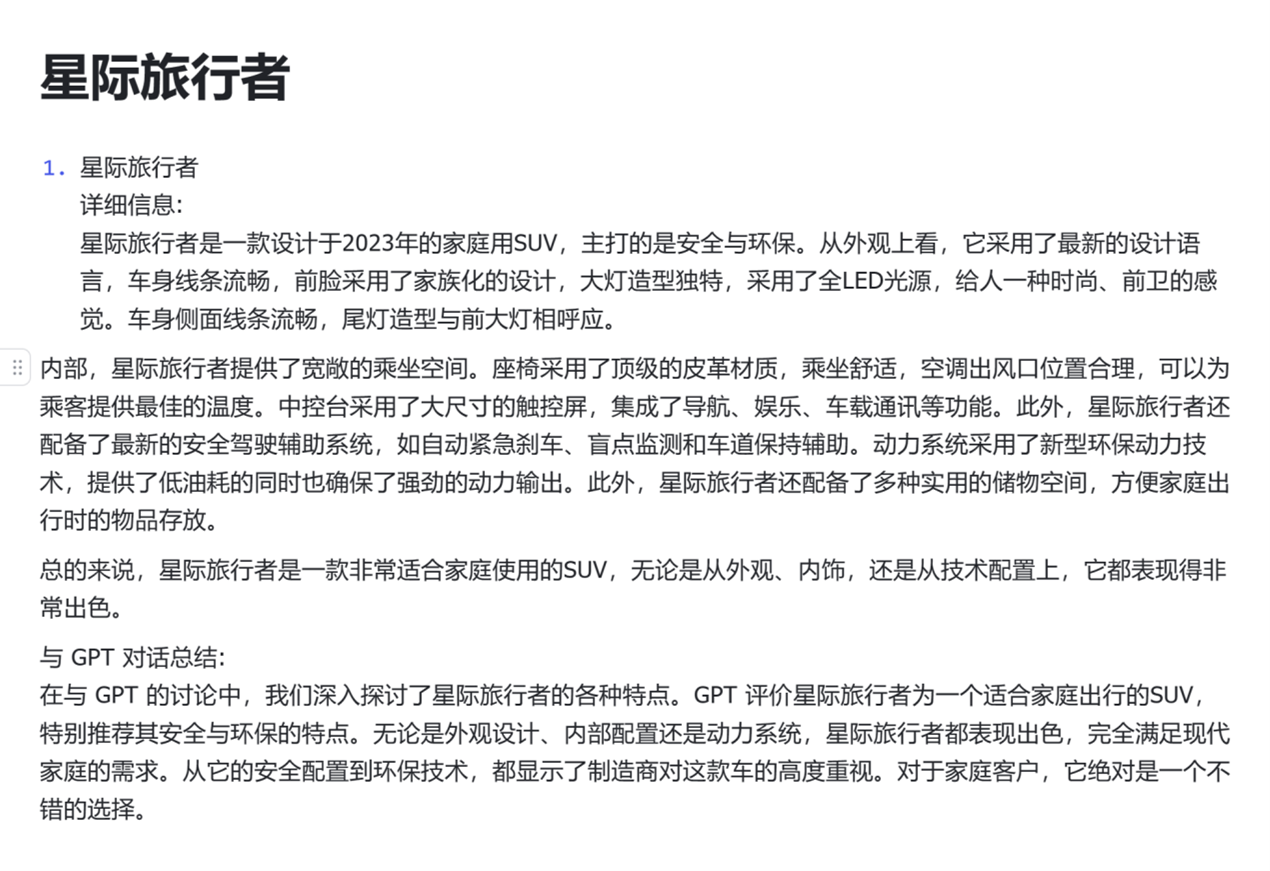 星际旅行者
1. 星际旅行者
详细信息:
星际旅行者是一款设计于2023年的家庭用SUV，主打的是安全与环保。从外观上看，它采用了最新的设计语
言，车身线条流畅，前脸采用了家族化的设计，大灯造型独特，采用了全LED光源，给人一种时尚、前卫的感
觉。车身侧面线条流畅，尾灯造型与前大灯相呼应。
内部，星际旅行者提供了宽敞的乘坐空间。座椅采用了顶级的皮革材质，乘坐舒适，空调出风口位置合理，可以为
乘客提供最佳的温度。中控台采用了大尺寸的触控屏，集成了导航、娱乐、车载通讯等功能。此外，星际旅行者还
配备了最新的安全驾驶辅助系统，如自动紧急刹车、盲点监测和车道保持辅助。动力系统采用了新型环保动力技
术，提供了低油耗的同时也确保了强劲的动力输出。此外，星际旅行者还配备了多种实用的储物空间，方便家庭出
行时的物品存放。
总的来说，星际旅行者是一款非常适合家庭使用的SUV，无论是从外观、内饰，还是从技术配置上，它都表现得非
常出色。
与 GPT 对话总结:
在与 GPT 的讨论中，我们深入探讨了星际旅行者的各种特点。GPT 评价星际旅行者为一个适合家庭出行的SUV，
特别推荐其安全与环保的特点。无论是外观设计、内部配置还是动力系统，星际旅行者都表现出色，完全满足现代
家庭的需求。从它的安全配置到环保技术，都显示了制造商对这款车的高度重视。对于家庭客户，它绝对是一个不
错的选择。